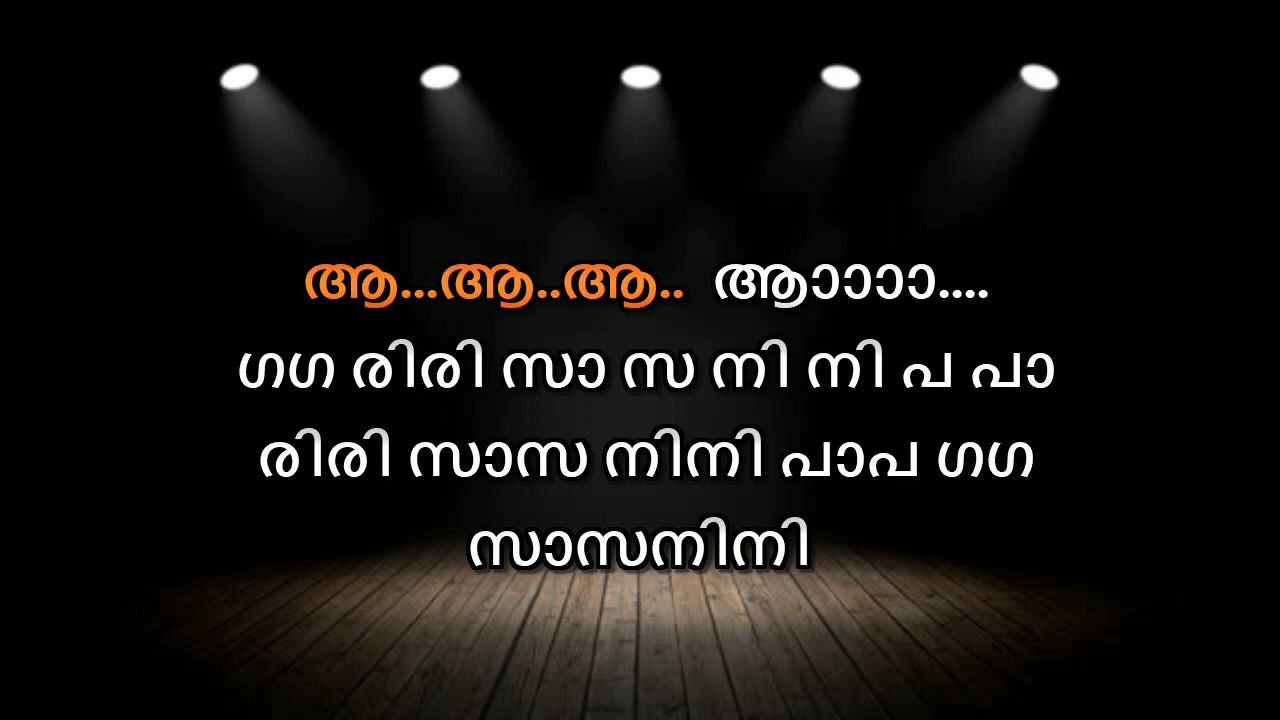 ആ...ആ..ആ.. ആാാാാ....
ഗഗ രിരി സാ സ നി നി പ പാ
രിരി സാസ നിനി പാപ ഗഗ
സാസനിനി